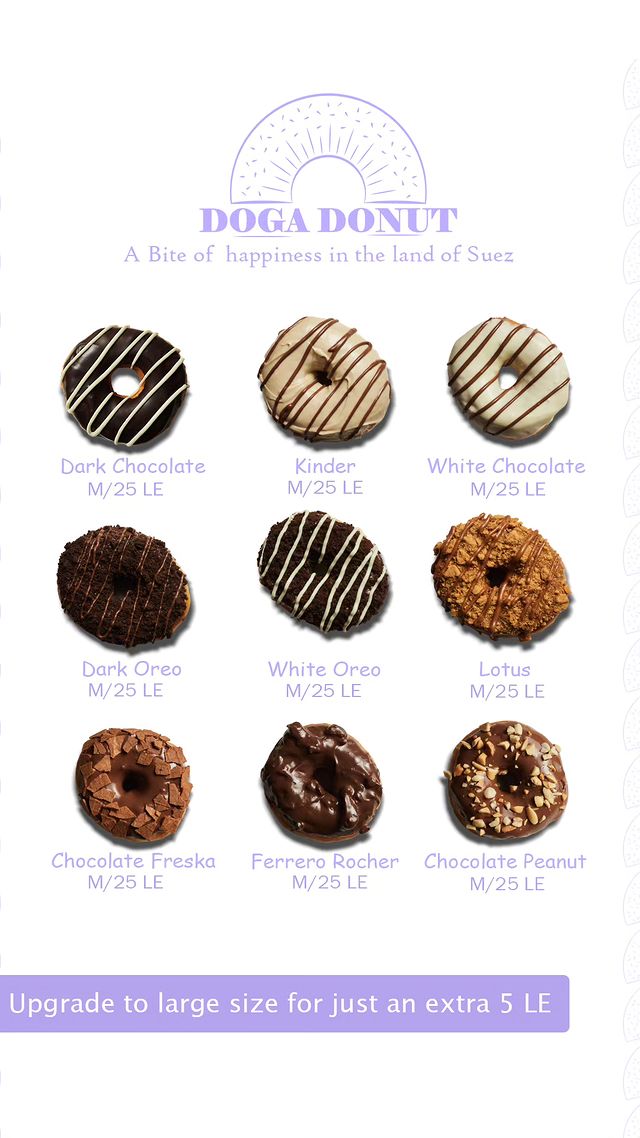 DOGA DONUT
A Bite of happiness in the land of Suez
Dark Chocolate
M/25 LE
Kinder
M/25 LE
White Chocolate
M/25 LE
Dark Oreo
M/25 LE
White Oreo
M/25 LE
Lotus
M/25 LE
Chocolate Freska
M/25 LE
Ferrero Rocher
M/25 LE
Chocolate Peanut
M/25 LE
Upgrade to large size for just an extra 5 LE